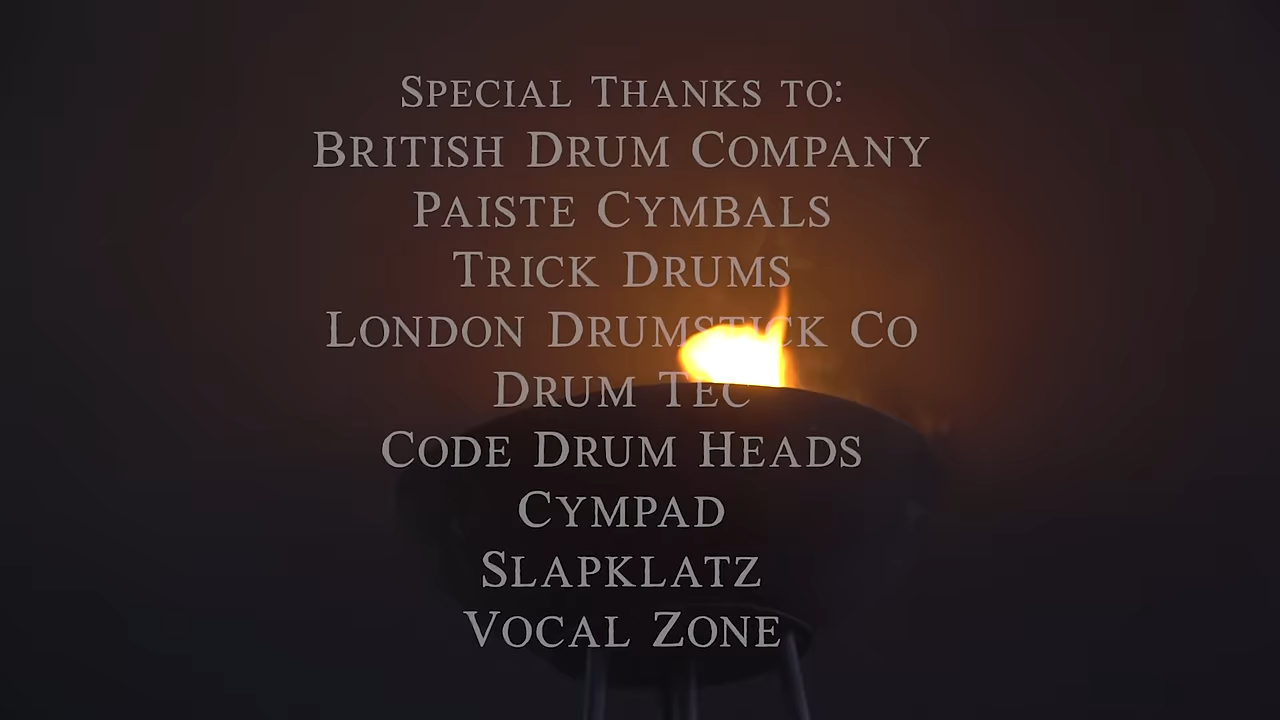 Special Thanks to:
British Drum Company
Paiste Cymbals
Trick Drums
London Drumstick Co
Drum Tec
Code Drum Heads
Cympad
Slapklatz
Vocal Zone